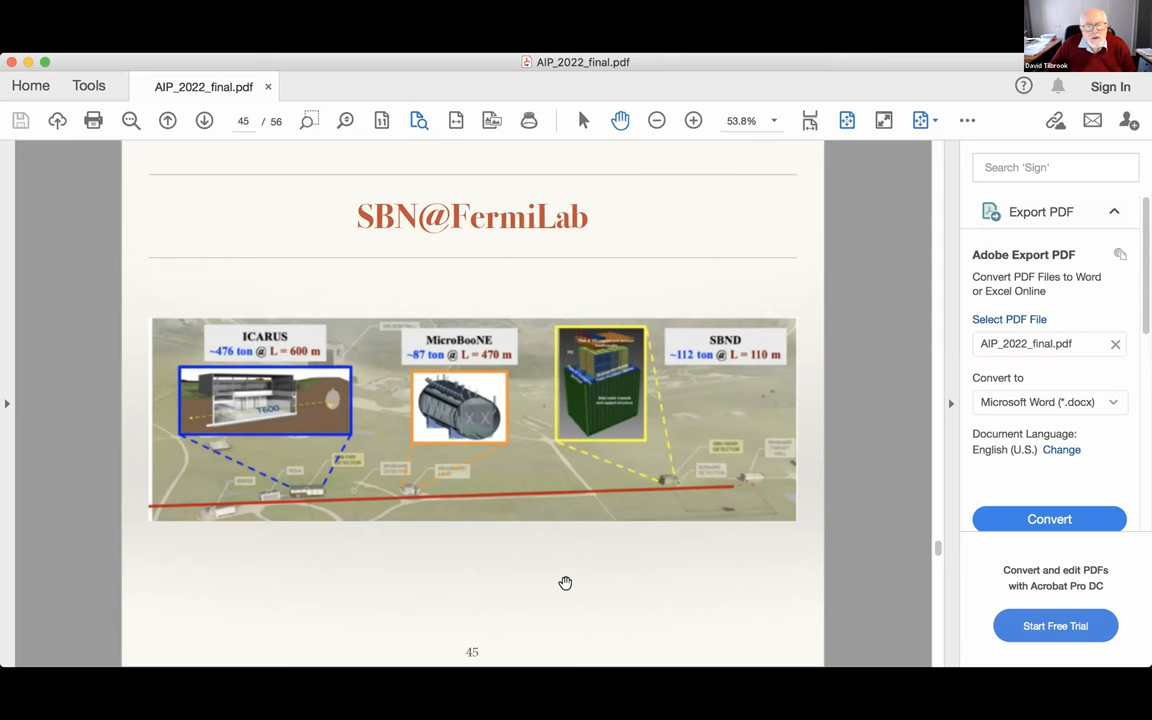 David Tilbrook
AIP_2022_final.pdf
Home
Tools
AIP_2022_final.pdf ×
Sign In
45 / 56
53.8%
SBN@FermiLab
ICARUS
~476 ton @ L = 600 m
MicroBooNE
~87 ton @ L = 470 m
SBND
~112 ton @ L = 110 m
T600
45
Search 'Sign'
Export PDF
Adobe Export PDF
Convert PDF Files to Word
or Excel Online
Select PDF File
AIP_2022_final.pdf
Convert to
Microsoft Word (*.docx)
Document Language:
English (U.S.) Change
Convert
Convert and edit PDFs
with Acrobat Pro DC
Start Free Trial